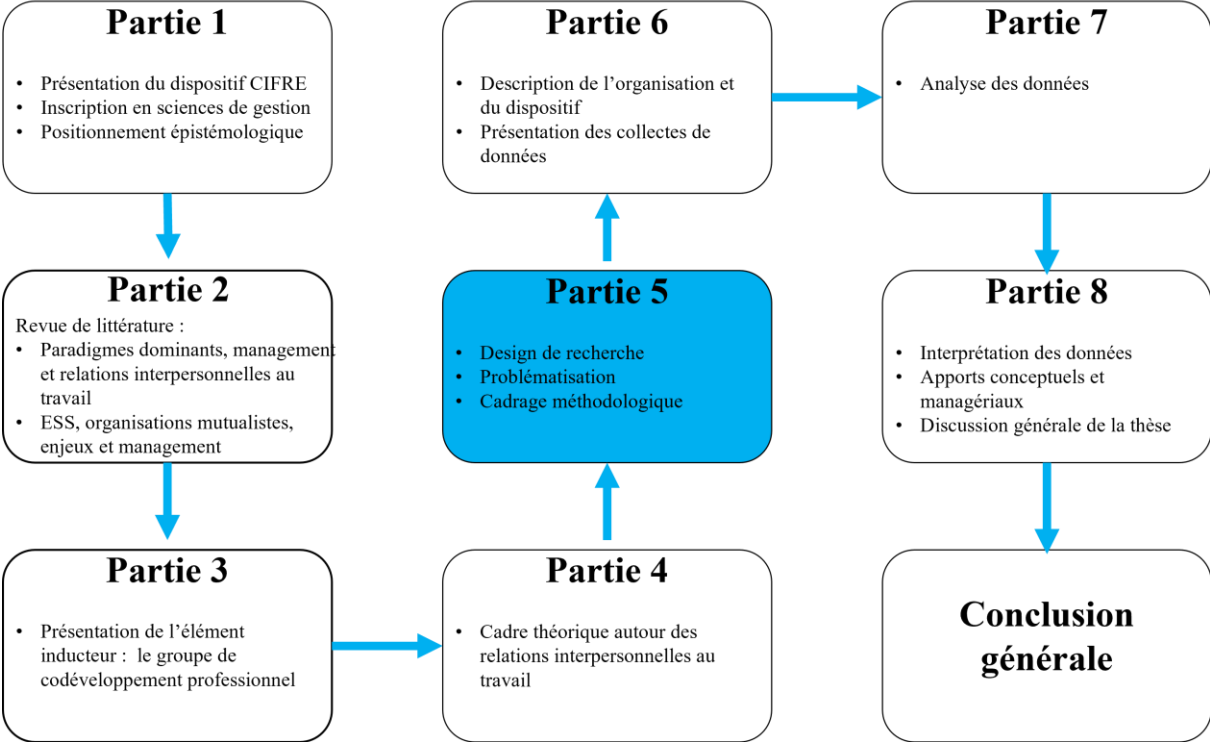 Partie 1
• Présentation du dispositif CIFRE
• Inscription en sciences de gestion
• Positionnement épistémologique
Partie 2
Revue de littérature :
• Paradigmes dominants, management
et relations interpersonnelles au
travail
• ESS, organisations mutualistes,
enjeux et management
Partie 3
• Présentation de l’élément
inducteur : le groupe de
codéveloppement professionnel
Partie 4
• Cadre théorique autour des
relations interpersonnelles au
travail
Partie 5
• Design de recherche
• Problématisation
• Cadrage méthodologique
Partie 6
• Description de l’organisation et
du dispositif
• Présentation des collectes de
données
Partie 7
• Analyse des données
Partie 8
• Interprétation des données
• Apports conceptuels et
managériaux
• Discussion générale de la thèse
Conclusion
générale